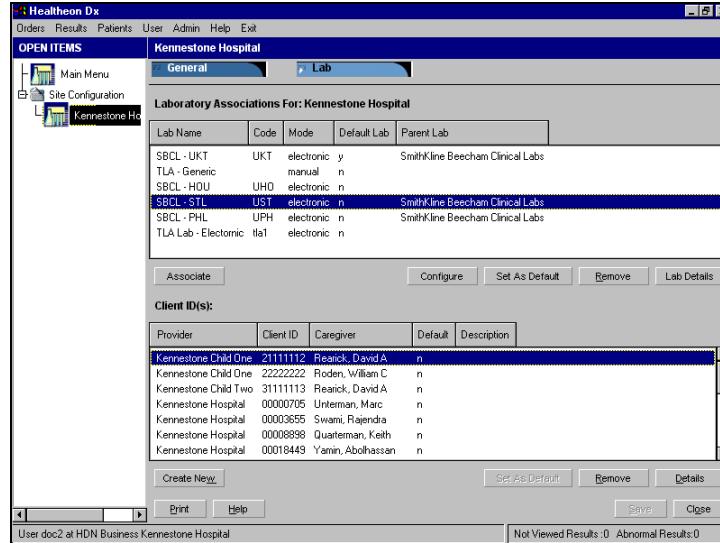 Healtheon Dx
Orders Results Patients User Admin Help Exit
OPEN ITEMS
Main Menu
Site Configuration
Kennestone Ho
Kennestone Hospital
General Lab
Laboratory Associations For: Kennestone Hospital
Lab Name Code Mode Default Lab Parent Lab
SBCL - UKT UKT electronic y SmithKline Beecham Clinical Labs
TLA - Generic manual n
SBCL - HOU UHO electronic n
SBCL - STL UST electronic n SmithKline Beecham Clinical Labs
SBCL - PHL UPH electronic n SmithKline Beecham Clinical Labs
TLA Lab - Electornic tla1 electronic n
Associate Configure Set As Default Remove Lab Details
Client ID(s):
Provider Client ID Caregiver Default Description
Kennestone Child One 21111112 Rearick, David A n
Kennestone Child One 22222222 Roden, William C n
Kennestone Child Two 31111113 Rearick, David A n
Kennestone Hospital 00000705 Unterman, Marc n
Kennestone Hospital 00003655 Swami, Rajendra n
Kennestone Hospital 00008898 Quarterman, Keith n
Kennestone Hospital 00018449 Yamin, Abolhassan n
Create New Set As Default Remove Details
Print Help Save Close
User doc2 at HDN Business Kennestone Hospital Not Viewed Results :0 Abnormal Results:0